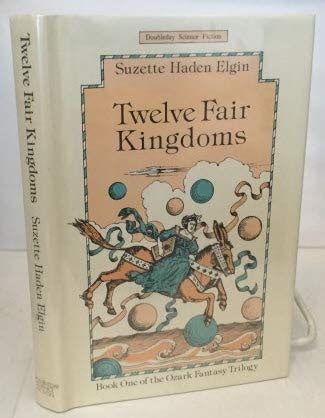 Doubleday Science Fiction
Suzette Haden Elgin
Twelve Fair
Kingdoms
Book One of the Ozark Fantasy Trilogy
Twelve Fair Kingdoms
Suzette Haden Elgin